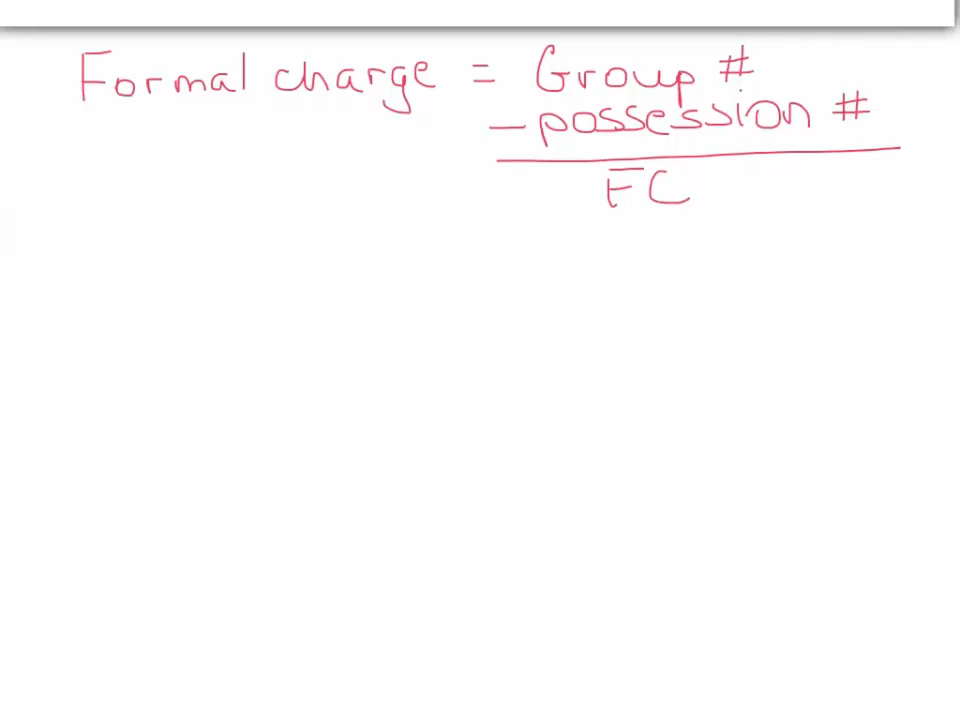 Formal charge = Group #
- possession #
FC